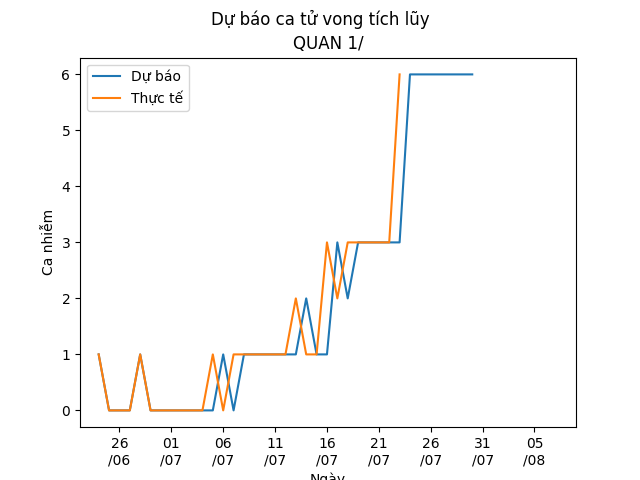 Dự báo ca tử vong tích lũy
QUAN 1/
Dự báo
Thực tế
Ca nhiễm
6
5
4
3
2
1
0
26 01 06 11 16 21 26 31 05
/06 /07 /07 /07 /07 /07 /07 /07 /08
Ngày